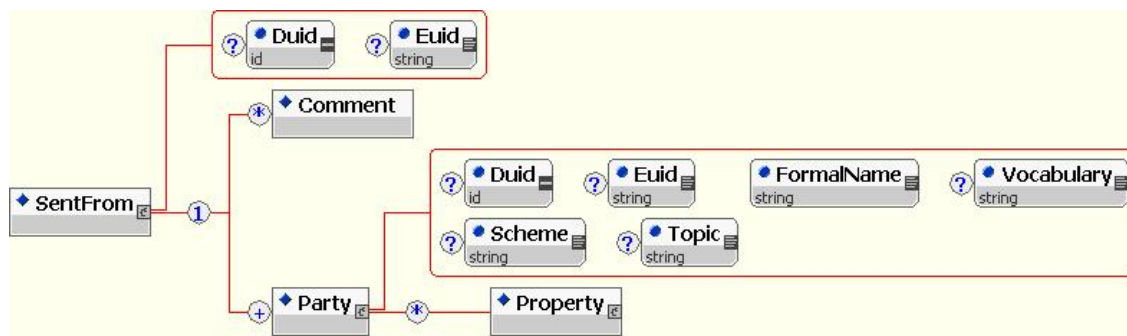 ? Duid ? Euid
id string
* Comment
? Duid ? Euid FormalName ? Vocabulary
id string string string
SentFrom 1
? Scheme ? Topic
string string
+ Party * Property